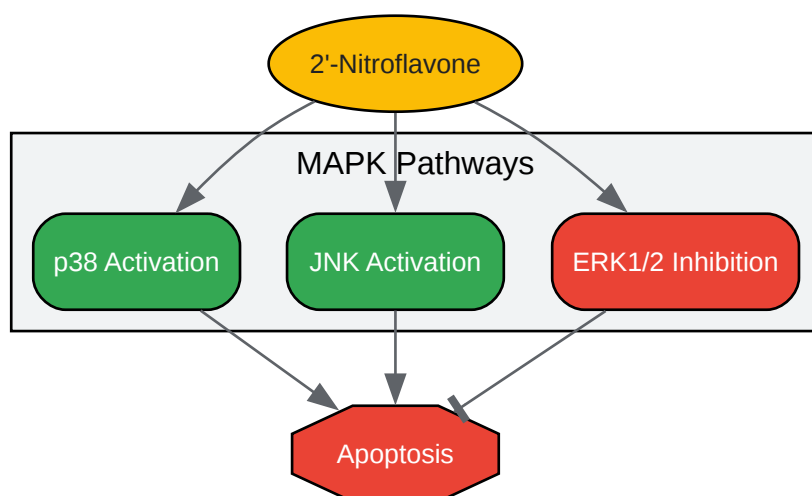 2'-Nitroflavone
MAPK Pathways
p38 Activation
JNK Activation
ERK1/2 Inhibition
Apoptosis